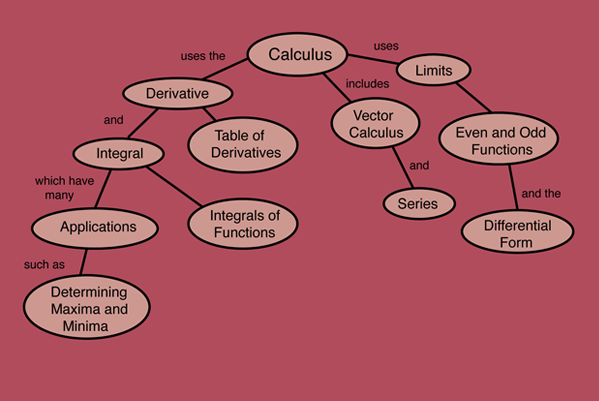 Calculus
uses the
uses
Limits
includes
Derivative
Vector
Calculus
and
Table of
Derivatives
Even and Odd
Functions
Integral
and
which have
many
and the
Series
Applications
Integrals of
Functions
Differential
Form
such as
Determining
Maxima and
Minima